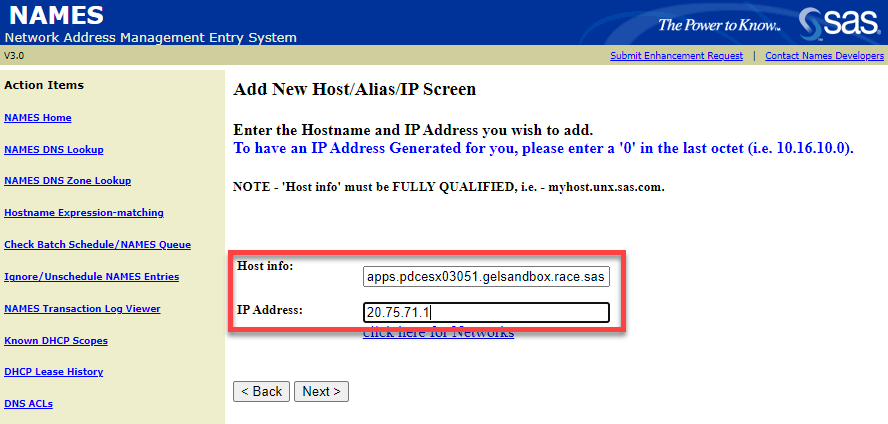 NAMES
Network Address Management Entry System
The Power to Know.
sas.
V3.0
Submit Enhancement Request | Contact Names Developers
Action Items
NAMES Home
NAMES DNS Lookup
NAMES DNS Zone Lookup
Hostname Expression-matching
Check Batch Schedule/NAMES Queue
Ignore/Unschedule NAMES Entries
NAMES Transaction Log Viewer
Known DHCP Scopes
DHCP Lease History
DNS ACLs
Add New Host/Alias/IP Screen
Enter the Hostname and IP Address you wish to add.
To have an IP Address Generated for you, please enter a '0' in the last octet (i.e. 10.16.10.0).
NOTE - 'Host info' must be FULLY QUALIFIED, i.e. - myhost.unx.sas.com.
Host info:
apps.pdcesx03051.gelsandbox.race.sas
IP Address:
20.75.71.1
click here for Networks
< Back
Next >